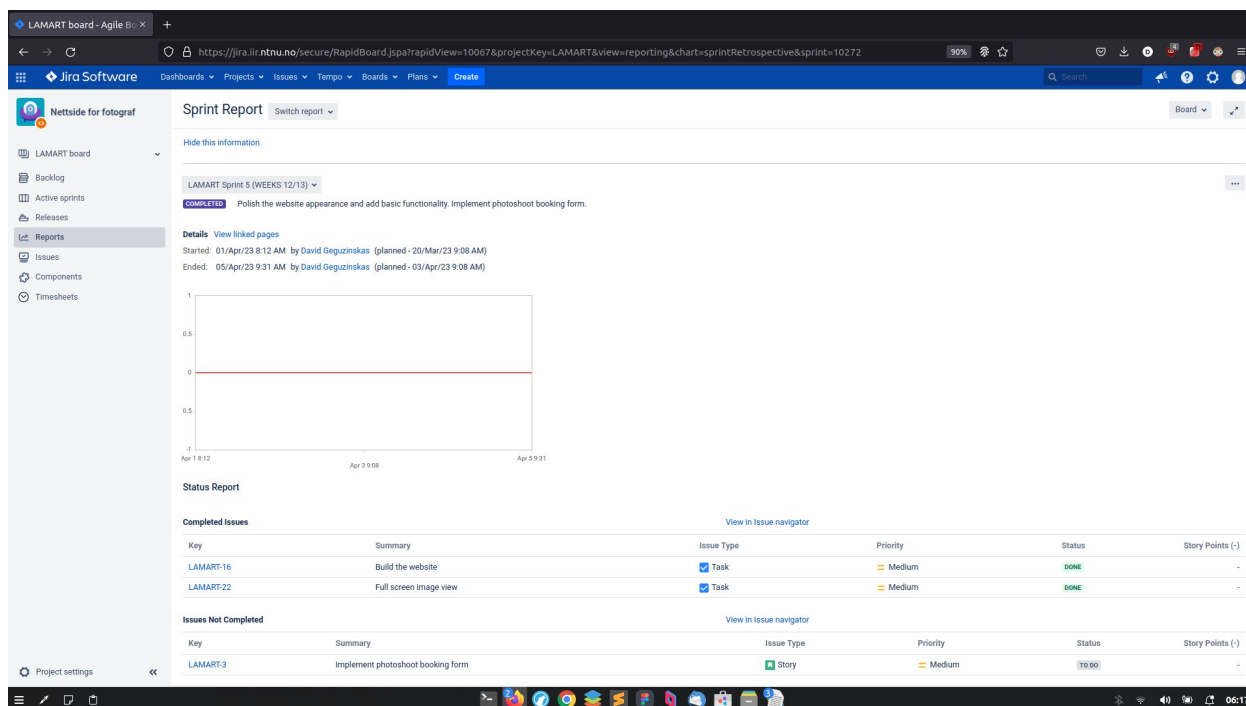 LAMART board - Agile Bo × +
https://jira.iir.ntnu.no/secure/RapidBoard.jspa?rapidView=10067&projectKey=LAMART&view=reporting&chart=sprintRetrospective&sprint=10272 90%
Jira Software Dashboards Projects Issues Tempo Boards Plans Create Search
Nettside for fotograf
Sprint Report Switch report Board
Hide this information
LAMART board
Backlog
Active sprints
Releases
Reports
Issues
Components
Timesheets
Project settings
LAMART Sprint 5 (WEEKS 12/13)
COMPLETED Polish the website appearance and add basic functionality. Implement photoshoot booking form.
Details View linked pages
Started: 01/Apr/23 8:12 AM by David Geguzinskas (planned - 20/Mar/23 9:08 AM)
Ended: 05/Apr/23 9:31 AM by David Geguzinskas (planned - 03/Apr/23 9:08 AM)
1
0.5
0
0.5
-1
Apr 1 8:12 Apr 3 9:08 Apr 5 9:31
Status Report
Completed Issues View in Issue navigator
Key Summary Issue Type Priority Status Story Points (-)
LAMART-16 Build the website Task Medium DONE -
LAMART-22 Full screen image view Task Medium DONE -
Issues Not Completed View in Issue navigator
Key Summary Issue Type Priority Status Story Points (-)
LAMART-3 Implement photoshoot booking form Story Medium TO DO -
2 3 06:17